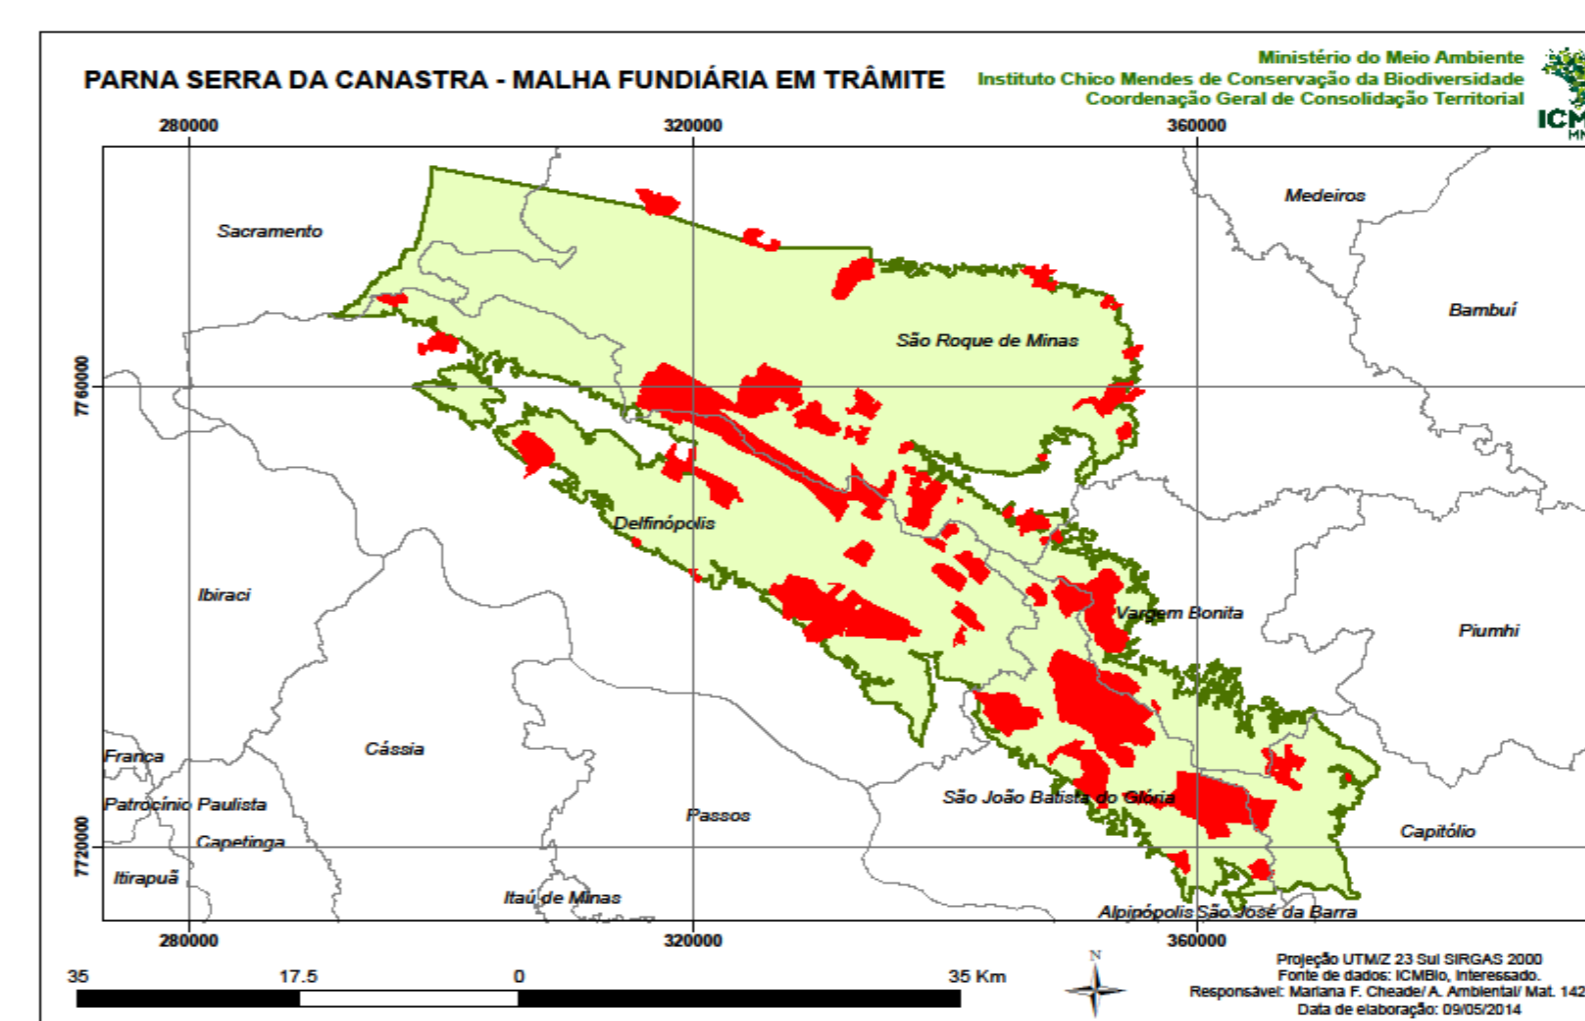 PARNA SERRA DA CANASTRA - MALHA FUNDIÁRIA EM TRÂMITE
Ministério do Meio Ambiente
Instituto Chico Mendes de Conservação da Biodiversidade
Coordenação Geral de Consolidação Territorial
280000
320000
360000
Medeiros
Sacramento
Bambuí
São Roque de Minas
7760000
Delfinópolis
Ibiraci
Vargem Bonita
Piumhi
Cássia
Franca
São João Batista do Glória
Patrocínio Paulista
Passos
Capitólio
Capetinga
7720000
Itirapuã
Itaú de Minas
Alpinópolis
São José da Barra
280000
320000
360000
35
17.5
0
35 Km
N
Projeção UTM/Z 23 Sul SIRGAS 2000
Fonte de dados: ICMBio, Interessado.
Responsável: Mariana F. Cheade/ A. Ambiental/ Mat. 142
Data de elaboração: 09/05/2014